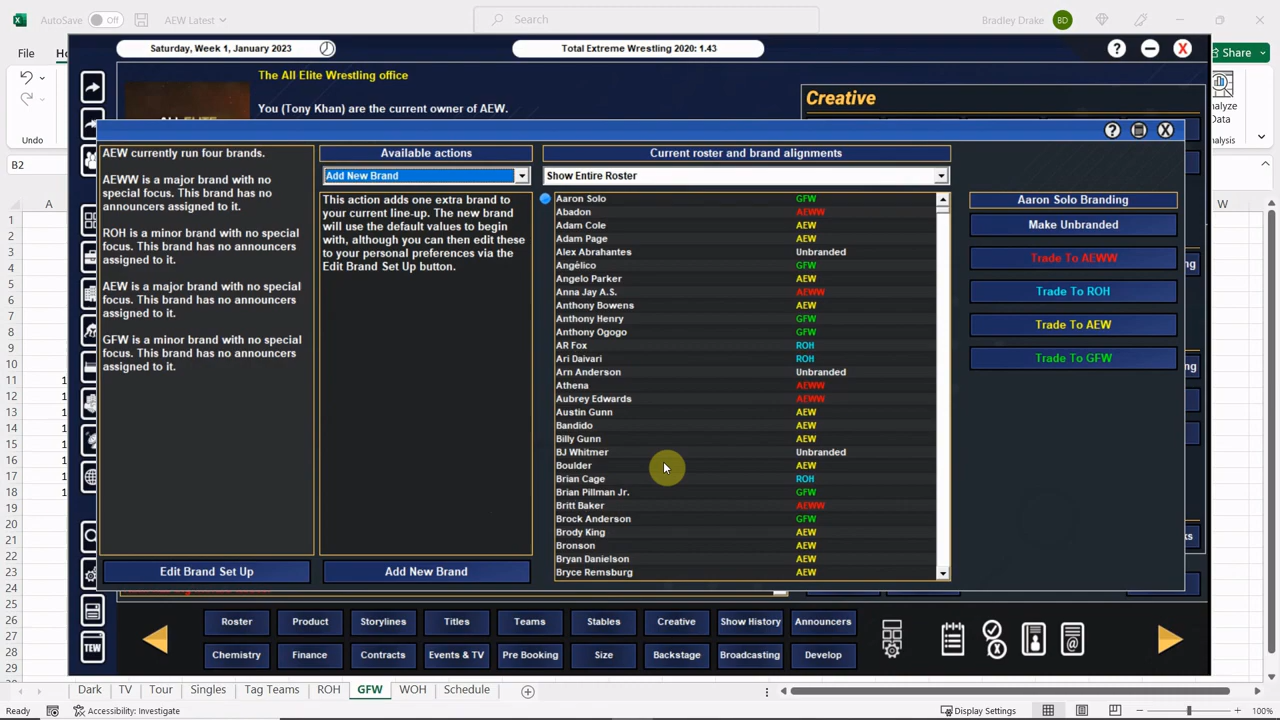 AutoSave Off AEW Latest Search Bradley Drake BD
File Ho Share
Saturday, Week 1, January 2023 Total Extreme Wrestling 2020: 1.43
The All Elite Wrestling office
You (Tony Khan) are the current owner of AEW.
Creative
Undo
B2
AEW currently run four brands.
AEWW is a major brand with no
special focus. This brand has no
announcers assigned to it.
ROH is a minor brand with no special
focus. This brand has no announcers
assigned to it.
AEW is a major brand with no special
focus. This brand has no announcers
assigned to it.
GFW is a minor brand with no special
focus. This brand has no announcers
assigned to it.
Edit Brand Set Up
Available actions
Add New Brand
This action adds one extra brand to
your current line-up. The new brand
will use the default values to begin
with, although you can then edit these
to your personal preferences via the
Edit Brand Set Up button.
Add New Brand
Current roster and brand alignments
Show Entire Roster
Aaron Solo GFW
Abadon AEWW
Adam Cole AEW
Adam Page AEW
Alex Abrahantes Unbranded
Angélico GFW
Angelo Parker AEW
Anna Jay A.S. AEWW
Anthony Bowens AEW
Anthony Henry GFW
Anthony Ogogo GFW
AR Fox ROH
Ari Daivari ROH
Arn Anderson Unbranded
Athena AEWW
Aubrey Edwards AEWW
Austin Gunn AEW
Bandido AEW
Billy Gunn AEW
BJ Whitmer Unbranded
Boulder AEW
Brian Cage ROH
Brian Pillman Jr. GFW
Britt Baker AEWW
Brock Anderson GFW
Brody King AEW
Bronson AEW
Bryan Danielson AEW
Bryce Remsburg AEW
Aaron Solo Branding
Make Unbranded
Trade To AEWW
Trade To ROH
Trade To AEW
Trade To GFW
Roster Product Storylines Titles Teams Stables Creative Show History Announcers
Chemistry Finance Contracts Events & TV Pre Booking Size Backstage Broadcasting Develop
TEW
Dark TV Tour Singles Tag Teams ROH GFW WOH Schedule
Ready Accessibility: Investigate Display Settings 100%